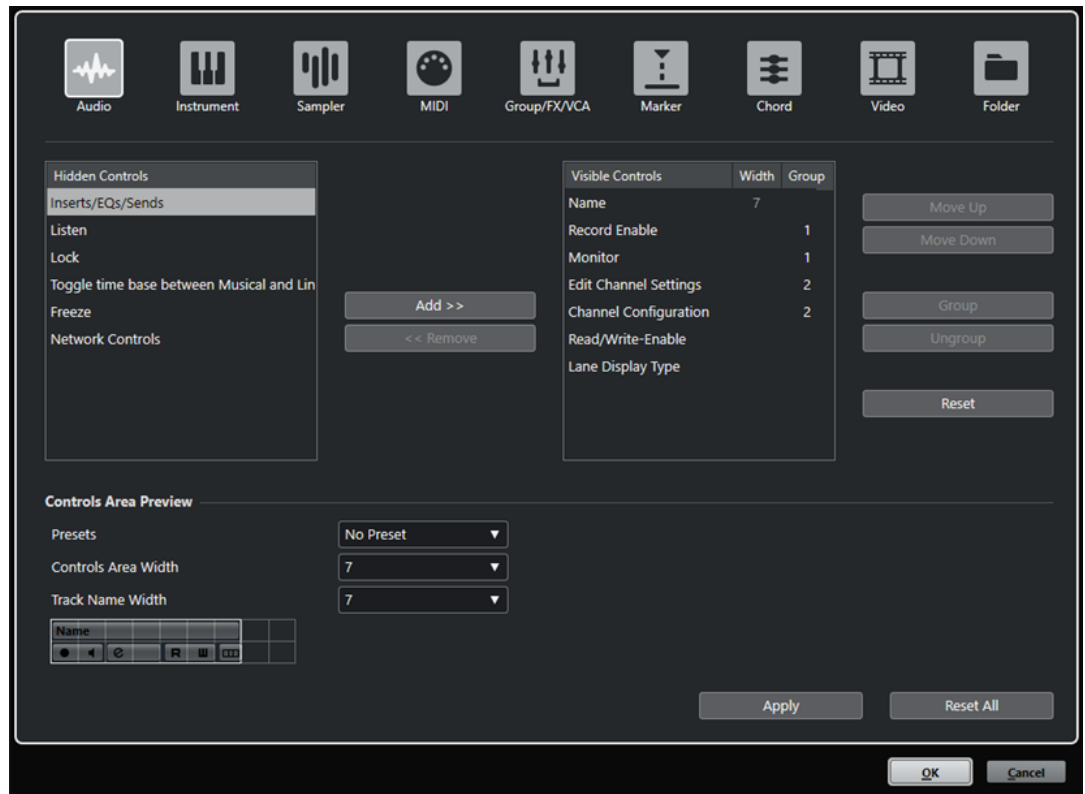 Audio Instrument Sampler MIDI Group/FX/VCA Marker Chord Video Folder
Hidden Controls
Inserts/EQs/Sends
Listen
Lock
Toggle time base between Musical and Lin
Freeze
Network Controls
Add >>
<< Remove
Visible Controls Width Group
Name 7
Record Enable 1
Monitor 1
Edit Channel Settings 2
Channel Configuration 2
Read/Write-Enable
Lane Display Type
Move Up
Move Down
Group
Ungroup
Reset
Controls Area Preview
Presets No Preset
Controls Area Width 7
Track Name Width 7
Name
e R W
Apply Reset All
OK Cancel